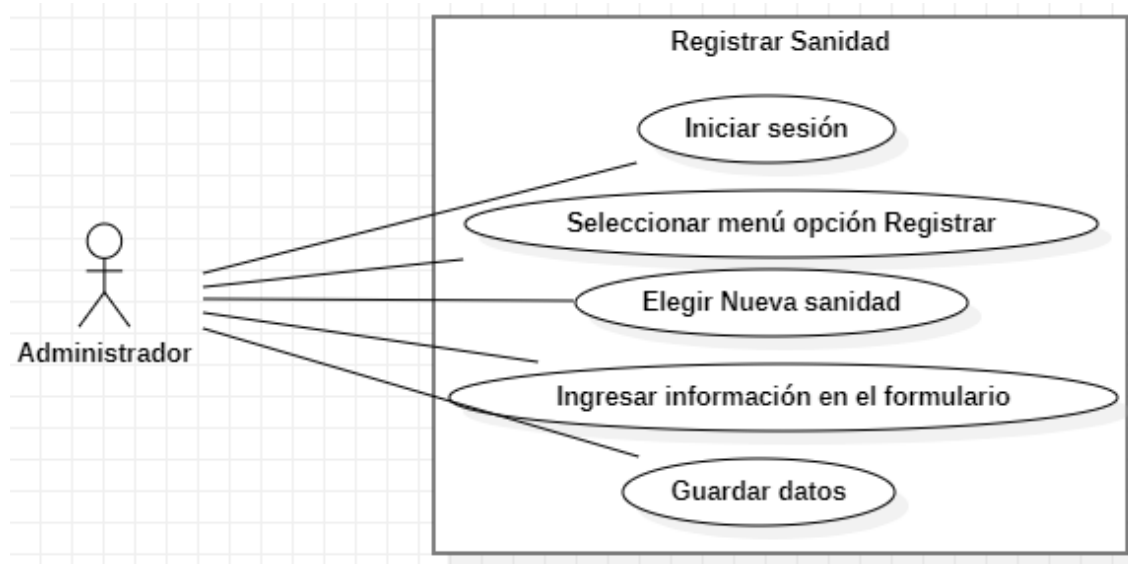 Registrar Sanidad
Iniciar sesión
Seleccionar menú opción Registrar
Elegir Nueva sanidad
Administrador
Ingresar información en el formulario
Guardar datos